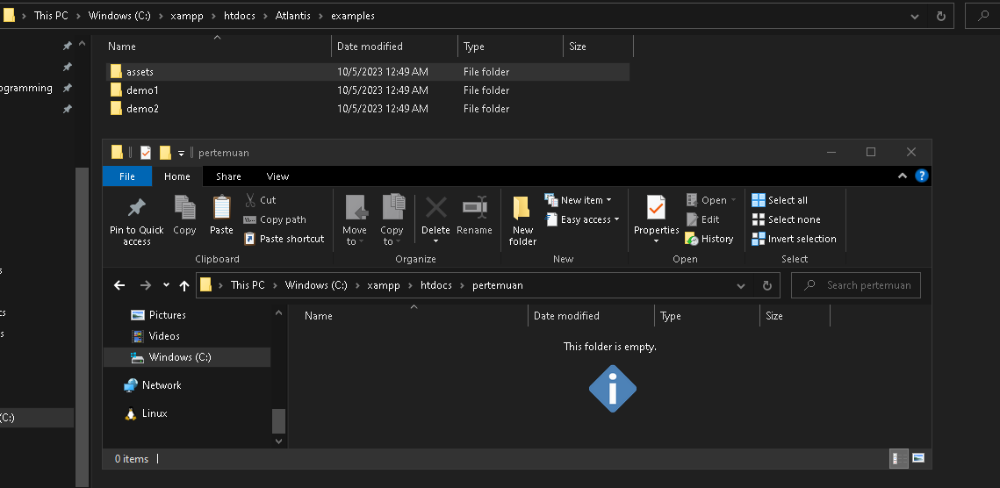 This PC > Windows (C:) > xampp > htdocs > Atlantis > examples
Name Date modified Type Size
assets 10/5/2023 12:49 AM File folder
ogramming
demo1 10/5/2023 12:49 AM File folder
demo2 10/5/2023 12:49 AM File folder
pertemuan
File Home Share View
Pin to Quick access
Copy
Paste
Cut
Copy path
Paste shortcut
Clipboard
Move to
Copy to
Delete
Rename
Organize
New folder
New item
Easy access
New
Properties
Open
Edit
History
Open
Select all
Select none
Invert selection
Select
This PC > Windows (C:) > xampp > htdocs > pertemuan
Search pertemuan
Pictures
Videos
Windows (C:)
Network
Linux
(C:)
Name Date modified Type Size
This folder is empty.
0 items